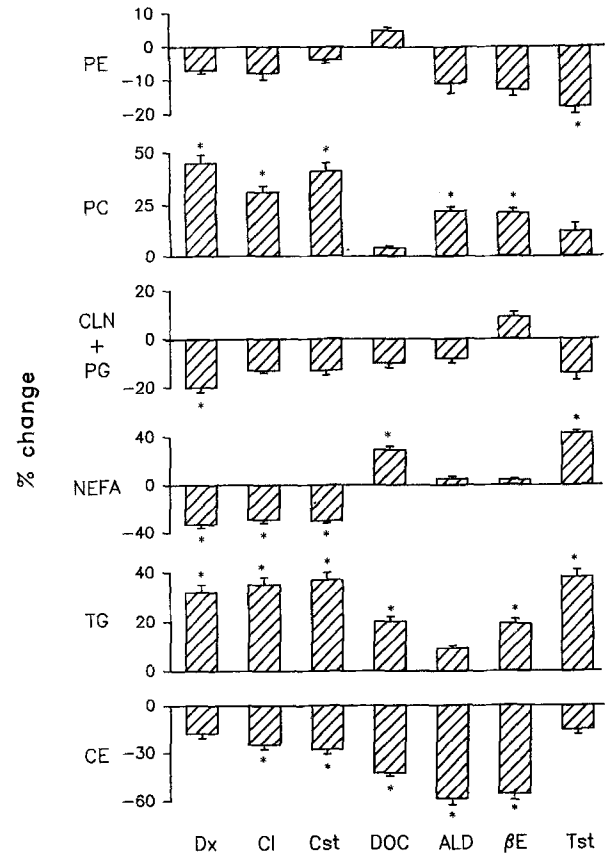 10
0
PE
-10
-20
*
50
* * * * *
PC
25
0
20
CLN
+
PG
0
-20
*
40
* *
NEFA
0
-40
* * *
40
* * * * * *
TG
20
0
0
CE
-30
* * * * *
-60
% change
Dx Cl Cst DOC ALD βE Tst